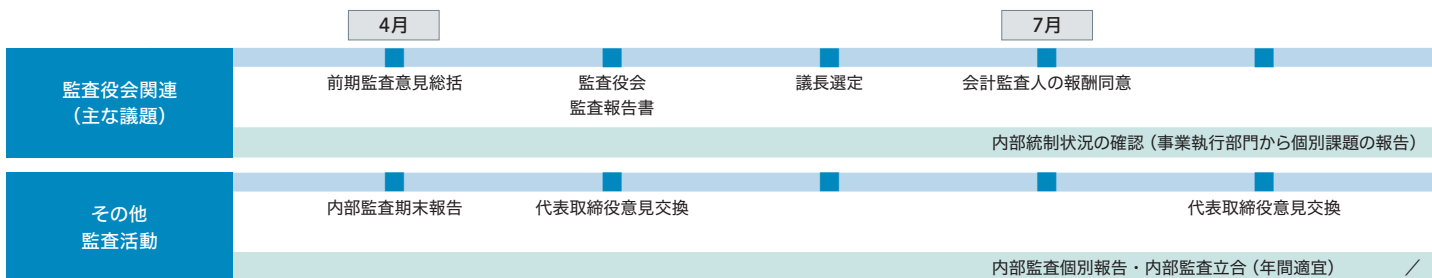 4月
7月
監査役会関連
（主な議題）
前期監査意見総括
監査役会
監査報告書
議長選定
会計監査人の報酬同意
内部統制状況の確認（事業執行部門から個別課題の報告）
その他
監査活動
内部監査期末報告
代表取締役意見交換
代表取締役意見交換
内部監査個別報告・内部監査立合（年間適宜）　／